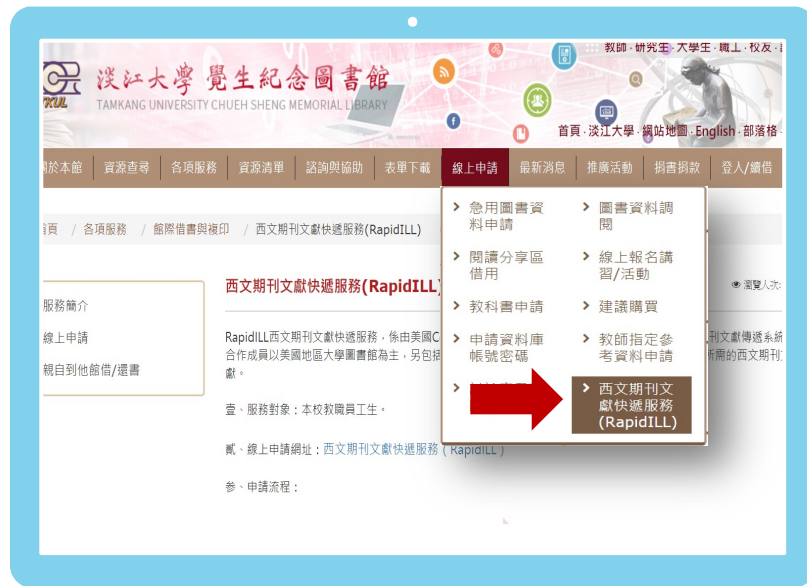 教師 · 研究生 · 大學生 · 職工 · 校友 ·
淡江大學 覺生紀念圖書館
TKUL
TAMKANG UNIVERSITY CHUEH SHENG MEMORIAL LIBRARY
首頁 · 淡江大學 · 網站地圖 · English · 部落格 ·
關於本館 資源查尋 各項服務 資源清單 諮詢與協助 表單下載 線上申請 最新消息 推廣活動 捐書捐款 登入/續借
首頁 / 各項服務 / 館際借書與複印 / 西文期刊文獻快遞服務(RapidILL)
急用圖書資料申請
圖書資料調閱
閱讀分享區借用
線上報名講習/活動
教科書申請
建議購買
申請資料庫帳號密碼
教師指定參考資料申請
西文期刊文獻快遞服務(RapidILL)
服務簡介
線上申請
親自到他館借/還書
西文期刊文獻快遞服務(RapidILL)
瀏覽人次:
RapidILL西文期刊文獻快遞服務，係由美國C 刊文獻傳遞系統
合作成員以美國地區大學圖書館為主，另包括 所需的西文期刊
獻。
壹、服務對象：本校教職員工生。
貳、線上申請網址：西文期刊文獻快遞服務 ( RapidILL )
参、申請流程：